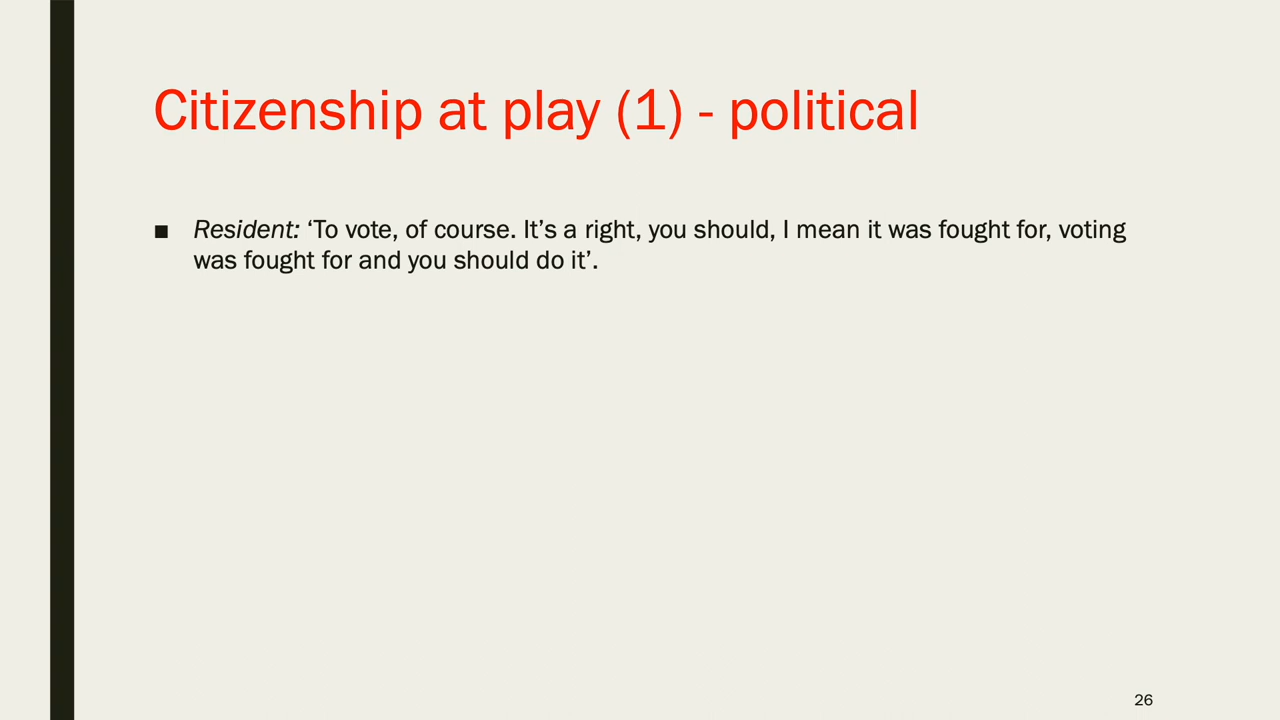 Citizenship at play (1) - political
■ Resident: ‘To vote, of course. It’s a right, you should, I mean it was fought for, voting
was fought for and you should do it’.
26